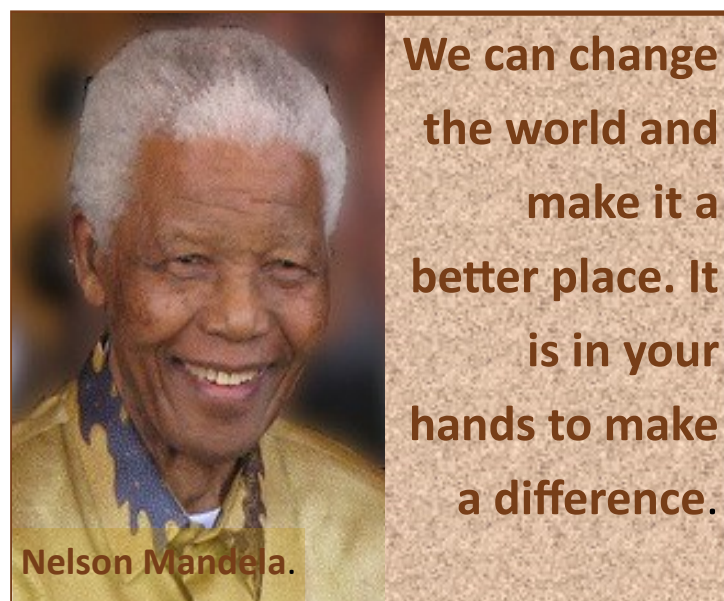 We can change
the world and
make it a
better place. It
is in your
hands to make
a difference.
Nelson Mandela.